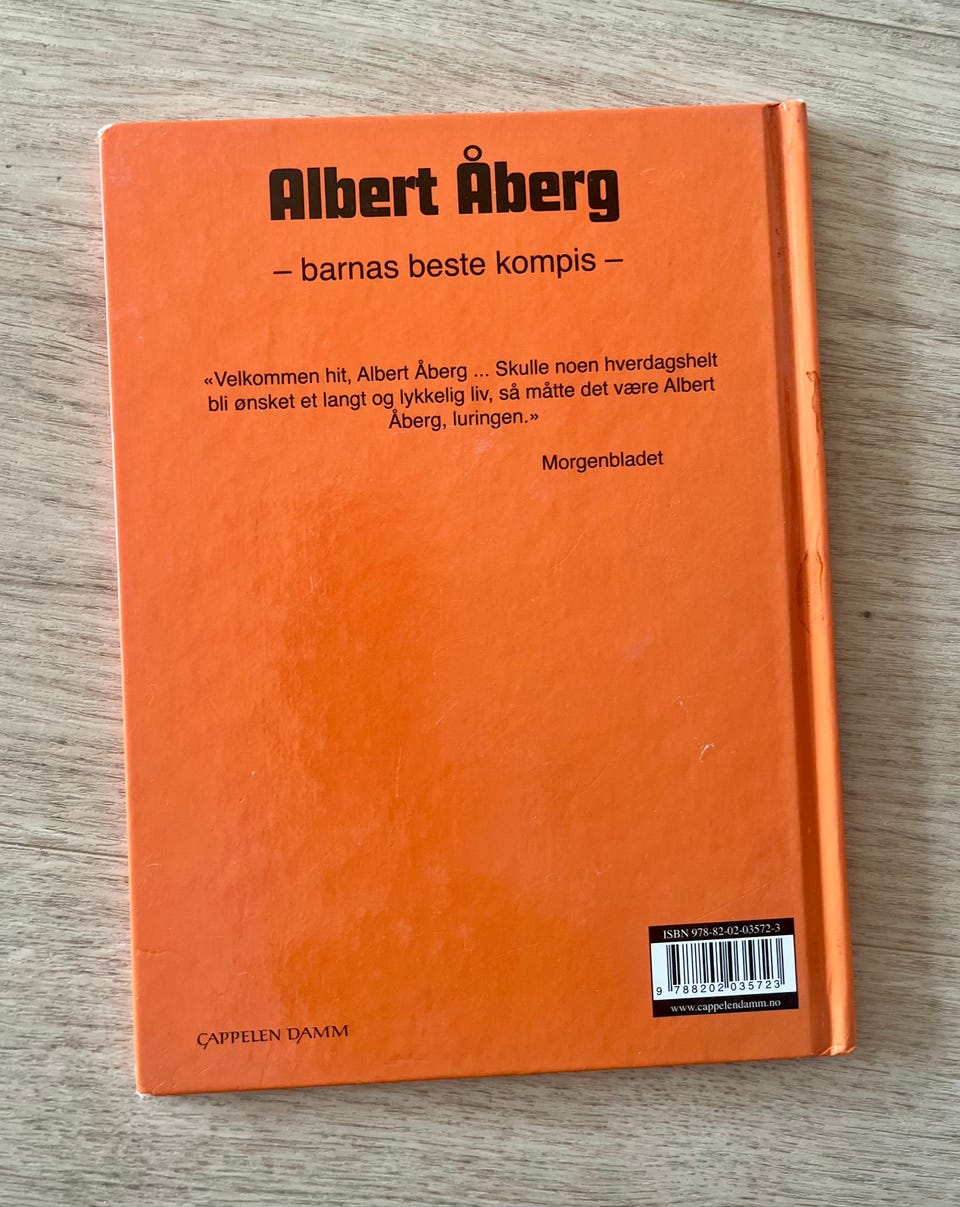 Albert Åberg
– barnas beste kompis –
«Velkommen hit, Albert Åberg ... Skulle noen hverdagshelt
bli ønsket et langt og lykkelig liv, så måtte det være Albert
Åberg, luringen.»
Morgenbladet
ISBN 978-82-02-03572-3
9 788202 035723
www.cappelendamm.no
CAPPELEN DAMM